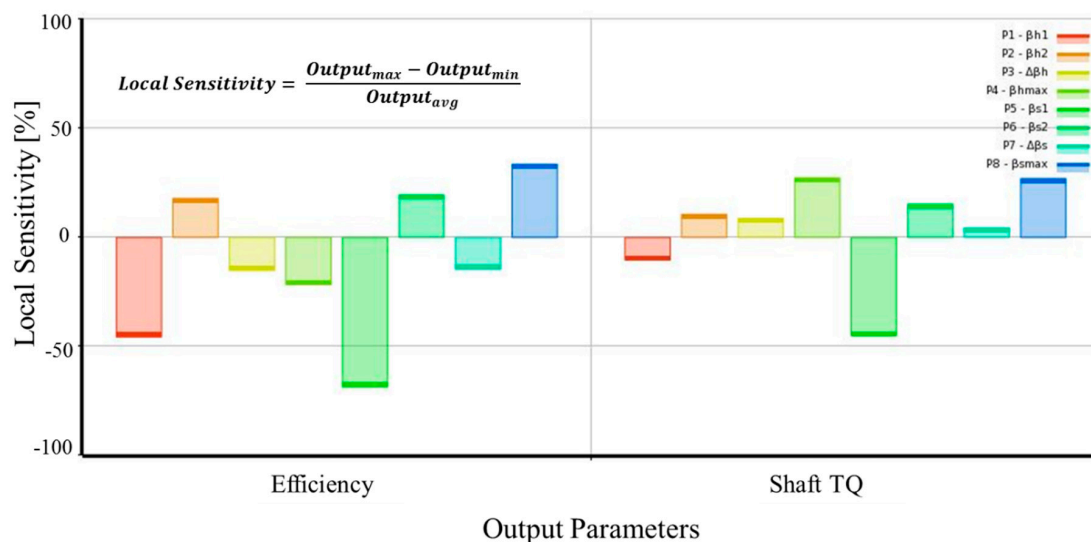 100
50
0
-50
-100
Local Sensitivity [%]
Local Sensitivity = Output_max − Output_min / Output_avg
P1 - βh1
P2 - βh2
P3 - Δβh
P4 - βhmax
P5 - βs1
P6 - βs2
P7 - Δβs
P8 - βsmax
Efficiency
Shaft TQ
Output Parameters